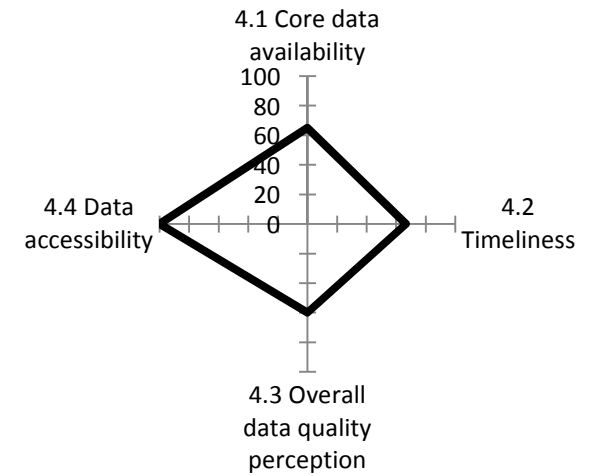 4.1 Core data
availability
100
80
60
40
20
0
4.4 Data
accessibility
4.2
Timeliness
4.3 Overall
data quality
perception